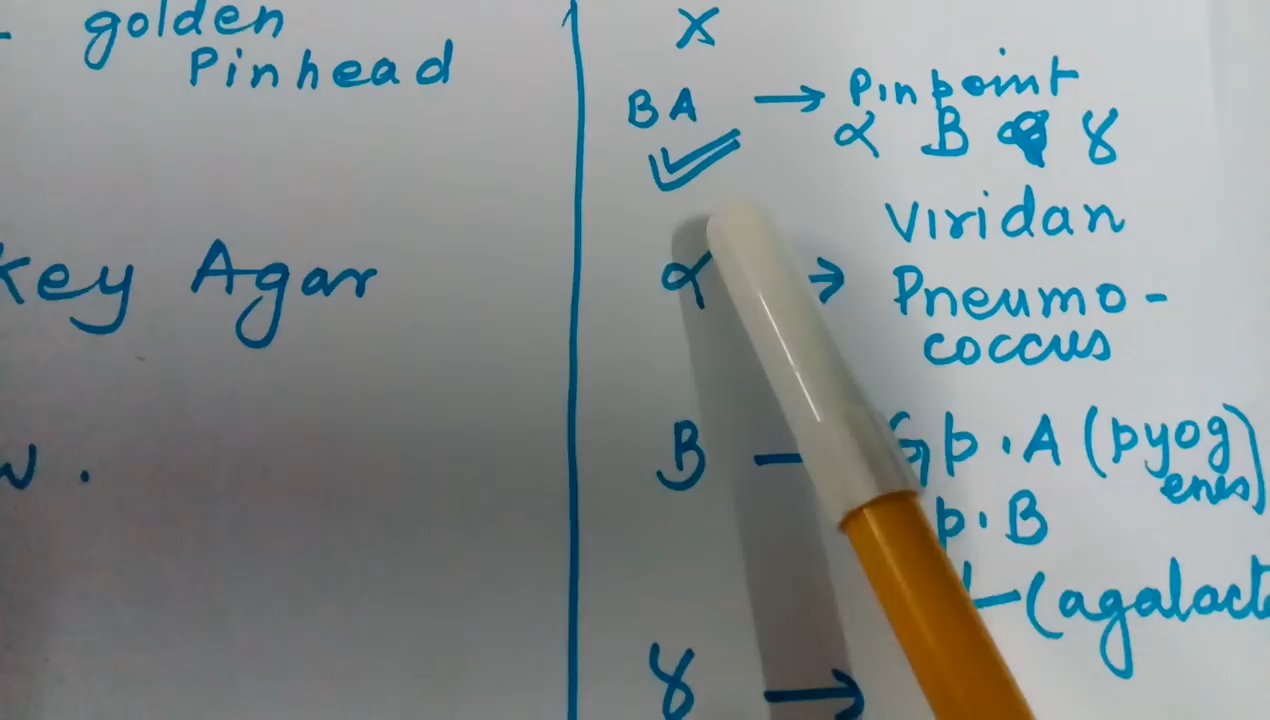 golden
Pinhead
key Agar
N.
X
BA → Pinpoint
α B γ
Viridan
α → Pneumo-
coccus
B – Gp. A (pyog
enes)
p. B
(agalact
γ →